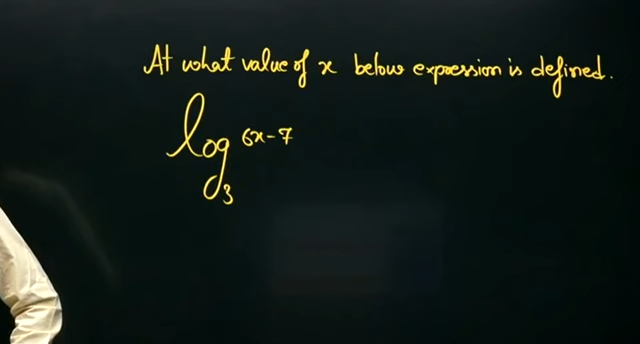 At what value of x below expression is defined.
log₃ 6x-7